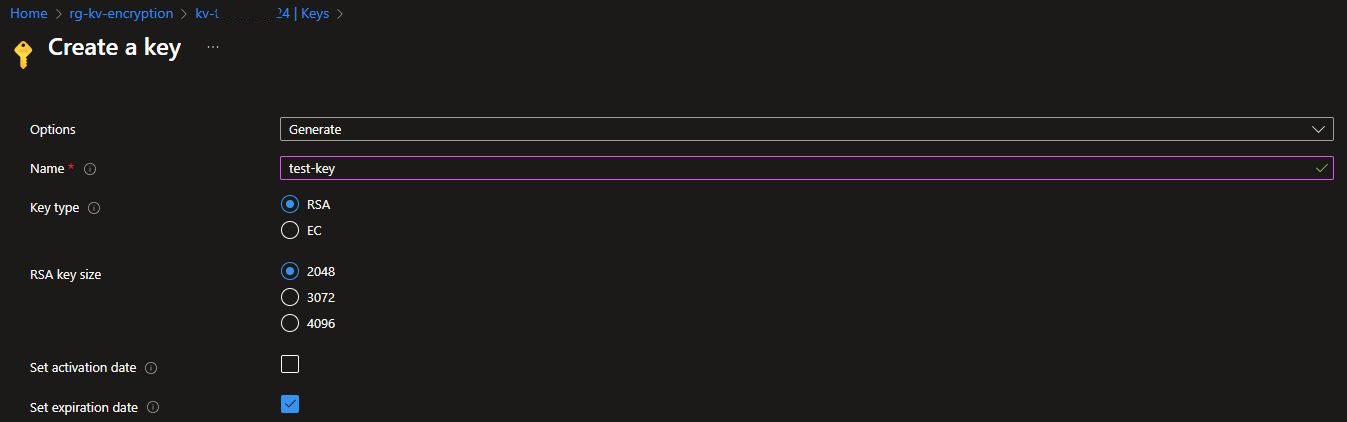 Home > rg-kv-encryption > kv- 24 | Keys >
Create a key ...
Options Generate
Name * test-key
Key type RSA
EC
RSA key size 2048
3072
4096
Set activation date
Set expiration date